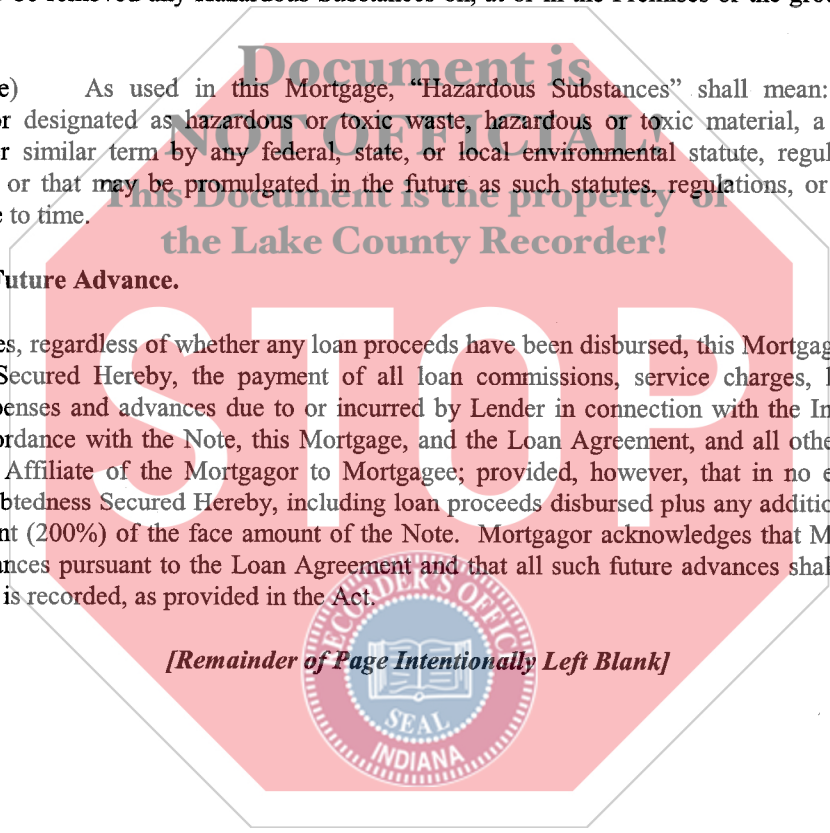 be removed any Hazardous Substances on, at or in the Premises or the grou
Document is
e) As used in this Mortgage, “Hazardous Substances” shall mean:
or designated as hazardous or toxic waste, hazardous or toxic material, a
NOT OFFICIAL!
r similar term by any federal, state, or local environmental statute, regul
or that may be promulgated in the future as such statutes, regulations, or
This Document is the property of
e to time.
the Lake County Recorder!
Future Advance.
STOP
es, regardless of whether any loan proceeds have been disbursed, this Mortgag
Secured Hereby, the payment of all loan commissions, service charges, l
penses and advances due to or incurred by Lender in connection with the In
ordance with the Note, this Mortgage, and the Loan Agreement, and all othe
Affiliate of the Mortgagor to Mortgagee; provided, however, that in no e
btedness Secured Hereby, including loan proceeds disbursed plus any additio
nt (200%) of the face amount of the Note. Mortgagor acknowledges that M
ances pursuant to the Loan Agreement and that all such future advances shal
is recorded, as provided in the Act.
[Remainder of Page Intentionally Left Blank]
RECORDER'S OFFICE
SEAL
INDIANA